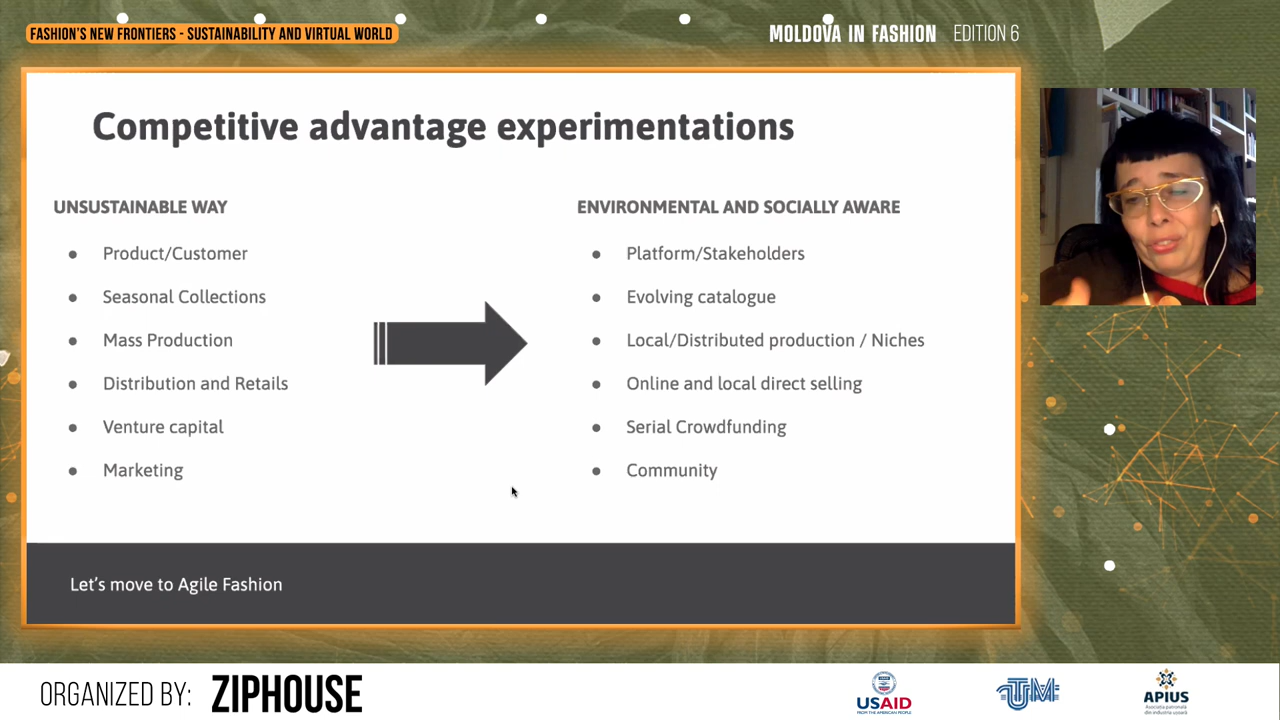 FASHION'S NEW FRONTIERS - SUSTAINABILITY AND VIRTUAL WORLD
MOLDOVA IN FASHION EDITION 6
Competitive advantage experimentations
UNSUSTAINABLE WAY
● Product/Customer
● Seasonal Collections
● Mass Production
● Distribution and Retails
● Venture capital
● Marketing
ENVIRONMENTAL AND SOCIALLY AWARE
● Platform/Stakeholders
● Evolving catalogue
● Local/Distributed production / Niches
● Online and local direct selling
● Serial Crowdfunding
● Community
Let's move to Agile Fashion
ORGANIZED BY: ZIPHOUSE
USAID
FROM THE AMERICAN PEOPLE
UTM
APIUS
Asociația patronală
din industria ușoară